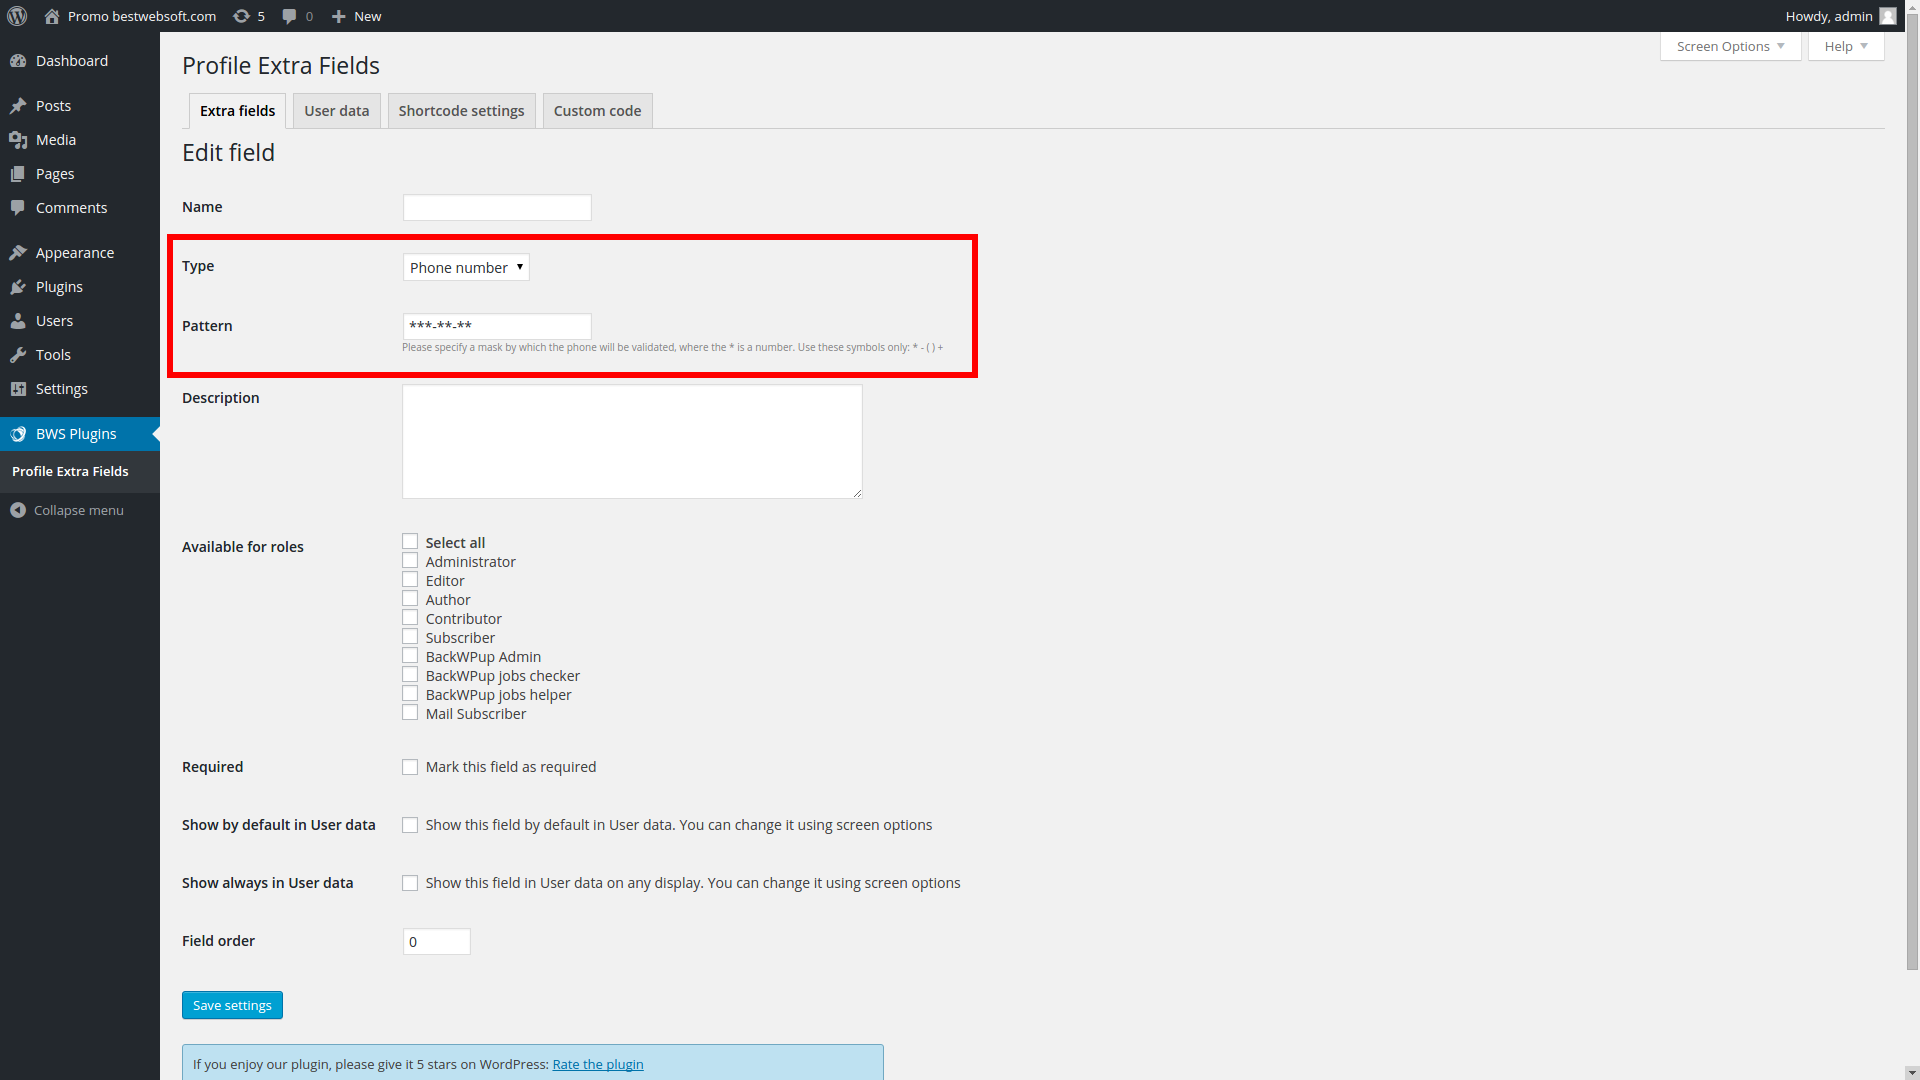 Promo bestwebsoft.com 5 0 New Howdy, admin
Screen Options Help
Dashboard
Posts
Media
Pages
Comments
Appearance
Plugins
Users
Tools
Settings
BWS Plugins
Profile Extra Fields
Collapse menu
Profile Extra Fields
Extra fields User data Shortcode settings Custom code
Edit field
Name
Type Phone number
Pattern ***-**-**
Please specify a mask by which the phone will be validated, where the * is a number. Use these symbols only: * - ( ) +
Description
Available for roles
Select all
Administrator
Editor
Author
Contributor
Subscriber
BackWPup Admin
BackWPup jobs checker
BackWPup jobs helper
Mail Subscriber
Required Mark this field as required
Show by default in User data Show this field by default in User data. You can change it using screen options
Show always in User data Show this field in User data on any display. You can change it using screen options
Field order 0
Save settings
If you enjoy our plugin, please give it 5 stars on WordPress: Rate the plugin